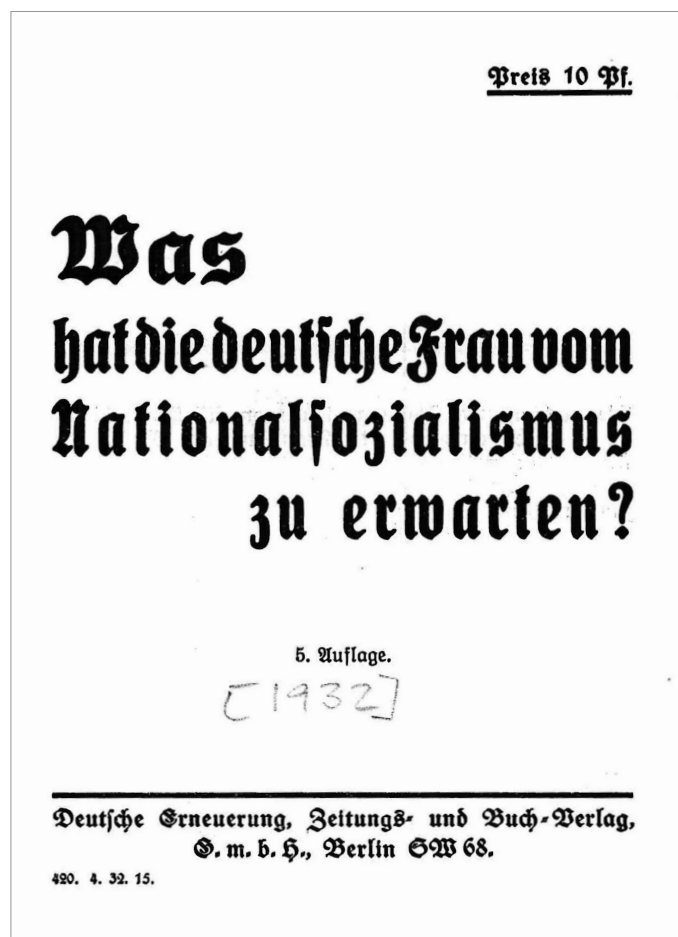 Preis 10 Pf.
Was
hat die deutsche Frau vom
Nationalsozialismus
zu erwarten?
5. Auflage.
[1932]
Deutsche Erneuerung, Zeitungs- und Buch-Verlag,
G. m. b. H., Berlin SW 68.
420. 4. 32. 15.